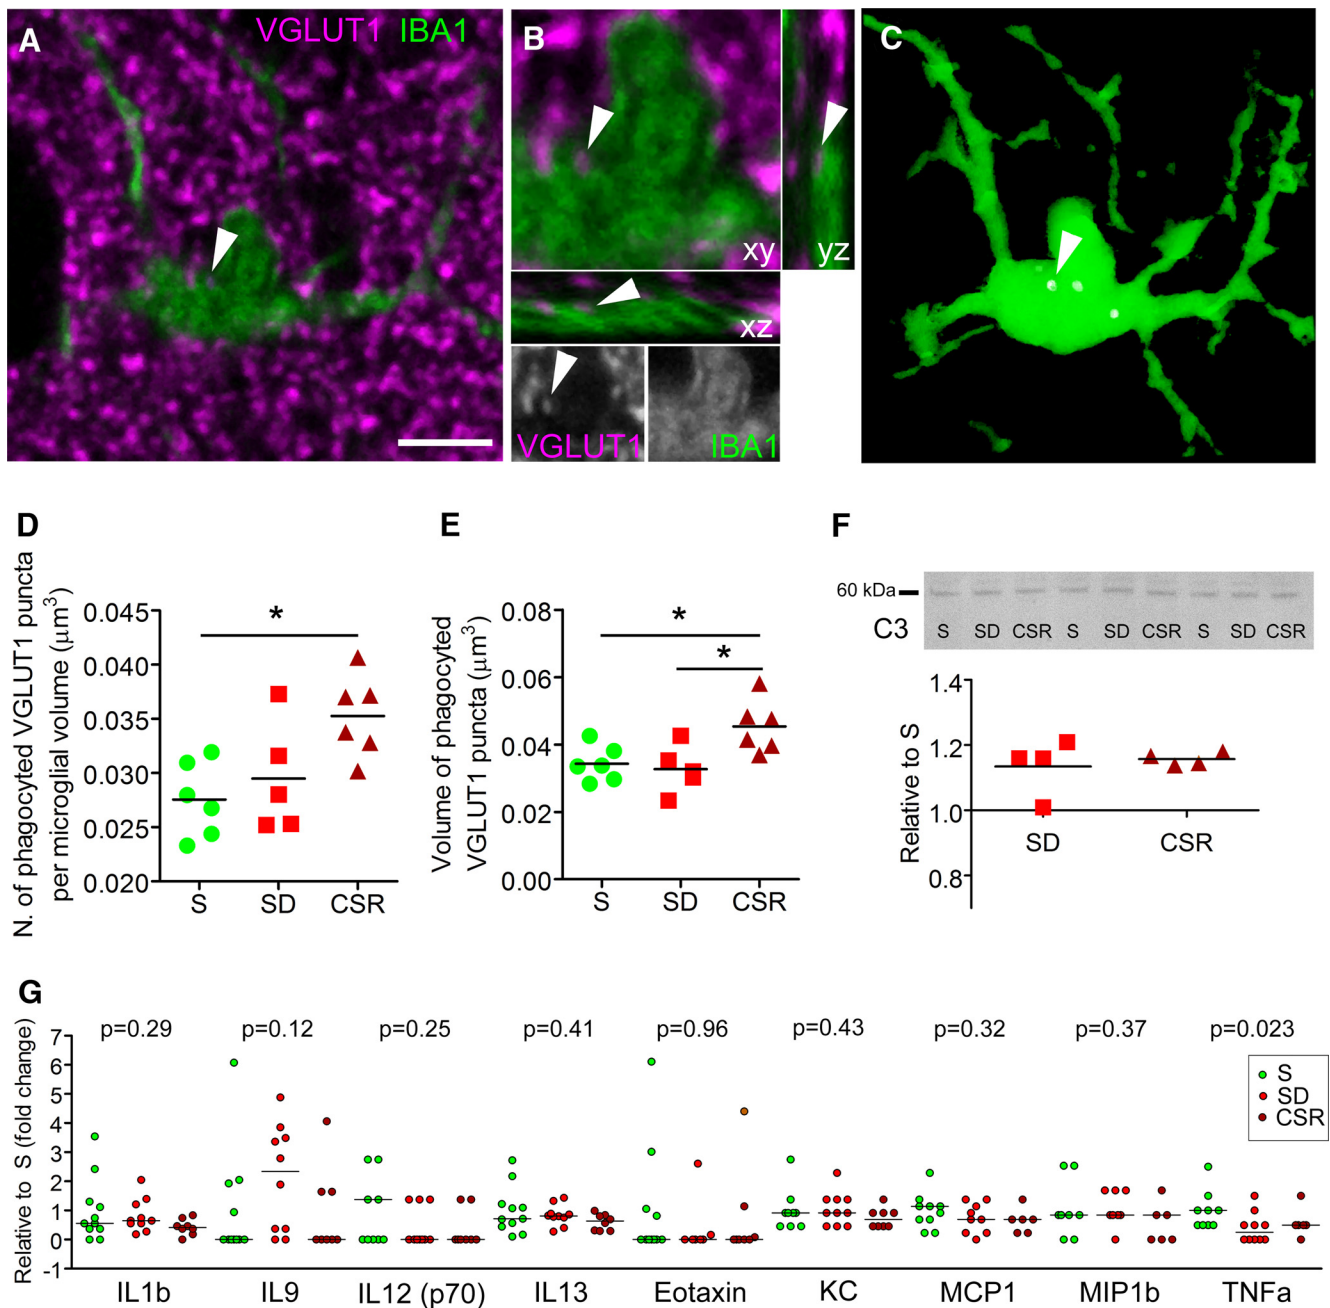 A
VGLUT1 IBA1
B
xy
yz
xz
VGLUT1
IBA1
C
D
N. of phagocyted VGLUT1 puncta
per microglial volume (µm³)
0.045
0.040
0.035
0.030
0.025
0.020
*
S SD CSR
E
Volume of phagocyted
VGLUT1 puncta (µm³)
0.08
0.06
0.04
0.02
0.00
*
*
S SD CSR
F
60 kDa
C3
S SD CSR S SD CSR S SD CSR
Relative to S
1.4
1.2
1.0
0.8
SD CSR
G
Relative to S (fold change)
7
6
5
4
3
2
1
0
-1
p=0.29 p=0.12 p=0.25 p=0.41 p=0.96 p=0.43 p=0.32 p=0.37 p=0.023
S
SD
CSR
IL1b IL9 IL12 (p70) IL13 Eotaxin KC MCP1 MIP1b TNFa